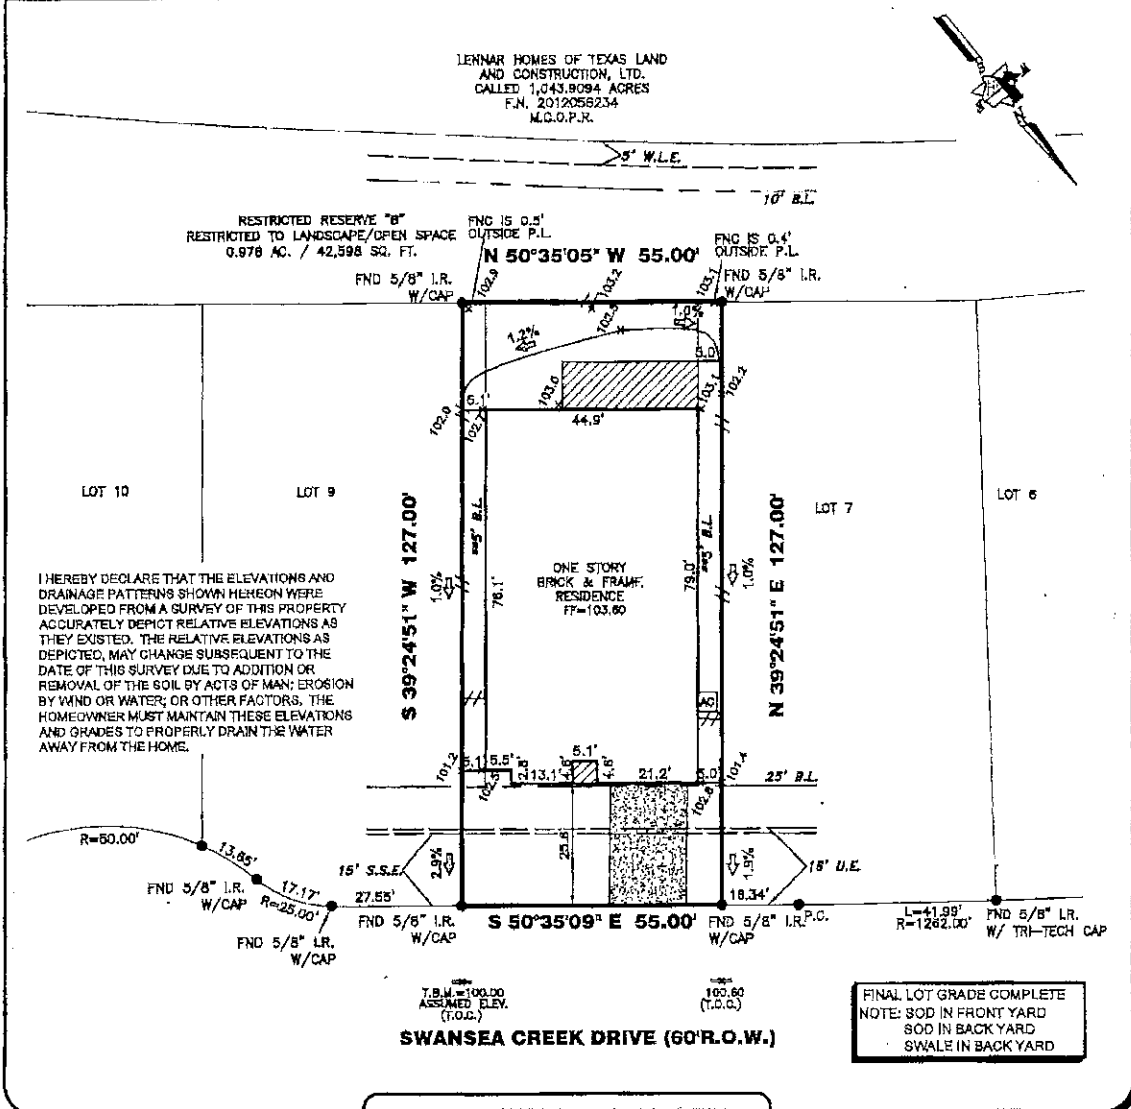 LENNAR HOMES OF TEXAS LAND
AND CONSTRUCTION, LTD.
CALLED 1,043.9094 ACRES
F.N. 2012056234
M.C.O.P.R.
5' W.L.E.
10' B.L.
RESTRICTED RESERVE "B"
RESTRICTED TO LANDSCAPE/OPEN SPACE
0.978 AC. / 42,598 SQ. FT.
FNC IS 0.5'
OUTSIDE P.L.
FNC IS 0.4'
OUTSIDE P.L.
N 50°35'05" W 55.00'
FND 5/8" I.R.
W/CAP
FND 5/8" I.R.
W/CAP
102.9
103.2
103.1
1.2%
1.0%
5.0'
103.1
102.2
102.0
44.9'
LOT 10
LOT 9
LOT 7
LOT 6
S 39°24'51" W 127.00'
1.0%
**5' B.L.
ONE STORY
BRICK & FRAME
RESIDENCE
FF=103.60
79.0'
**5' B.L.
1.0%
N 39°24'51" E 127.00'
I HEREBY DECLARE THAT THE ELEVATIONS AND
DRAINAGE PATTERNS SHOWN HEREON WERE
DEVELOPED FROM A SURVEY OF THIS PROPERTY
ACCURATELY DEPICT RELATIVE ELEVATIONS AS
THEY EXISTED. THE RELATIVE ELEVATIONS AS
DEPICTED, MAY CHANGE SUBSEQUENT TO THE
DATE OF THIS SURVEY DUE TO ADDITION OR
REMOVAL OF THE SOIL BY ACTS OF MAN; EROSION
BY WIND OR WATER; OR OTHER FACTORS. THE
HOMEOWNER MUST MAINTAIN THESE ELEVATIONS
AND GRADES TO PROPERLY DRAIN THE WATER
AWAY FROM THE HOME.
101.2
5.1'
5.5'
2.8'
13.1'
4.6'
5.1'
4.6'
21.2'
5.0'
101.4
102.8
25' B.L.
R=50.00'
13.85'
15' S.S.E.
2.9%
1.9%
16' U.E.
FND 5/8" I.R.
W/CAP
17.17'
R=25.00'
27.55'
FND 5/8" I.R.
W/CAP
FND 5/8" I.R.
W/CAP
S 50°35'09" E 55.00'
18.34'
FND 5/8" I.R.
W/CAP
P.C.
L=41.99'
R=1262.00'
FND 5/8" I.R.
W/ TRI-TECH CAP
T.B.M.=100.00
ASSUMED ELEV.
(T.O.C.)
100.60
(T.O.C.)
SWANSEA CREEK DRIVE (60'R.O.W.)
FINAL LOT GRADE COMPLETE
NOTE: SOD IN FRONT YARD
SOD IN BACK YARD
SWALE IN BACK YARD